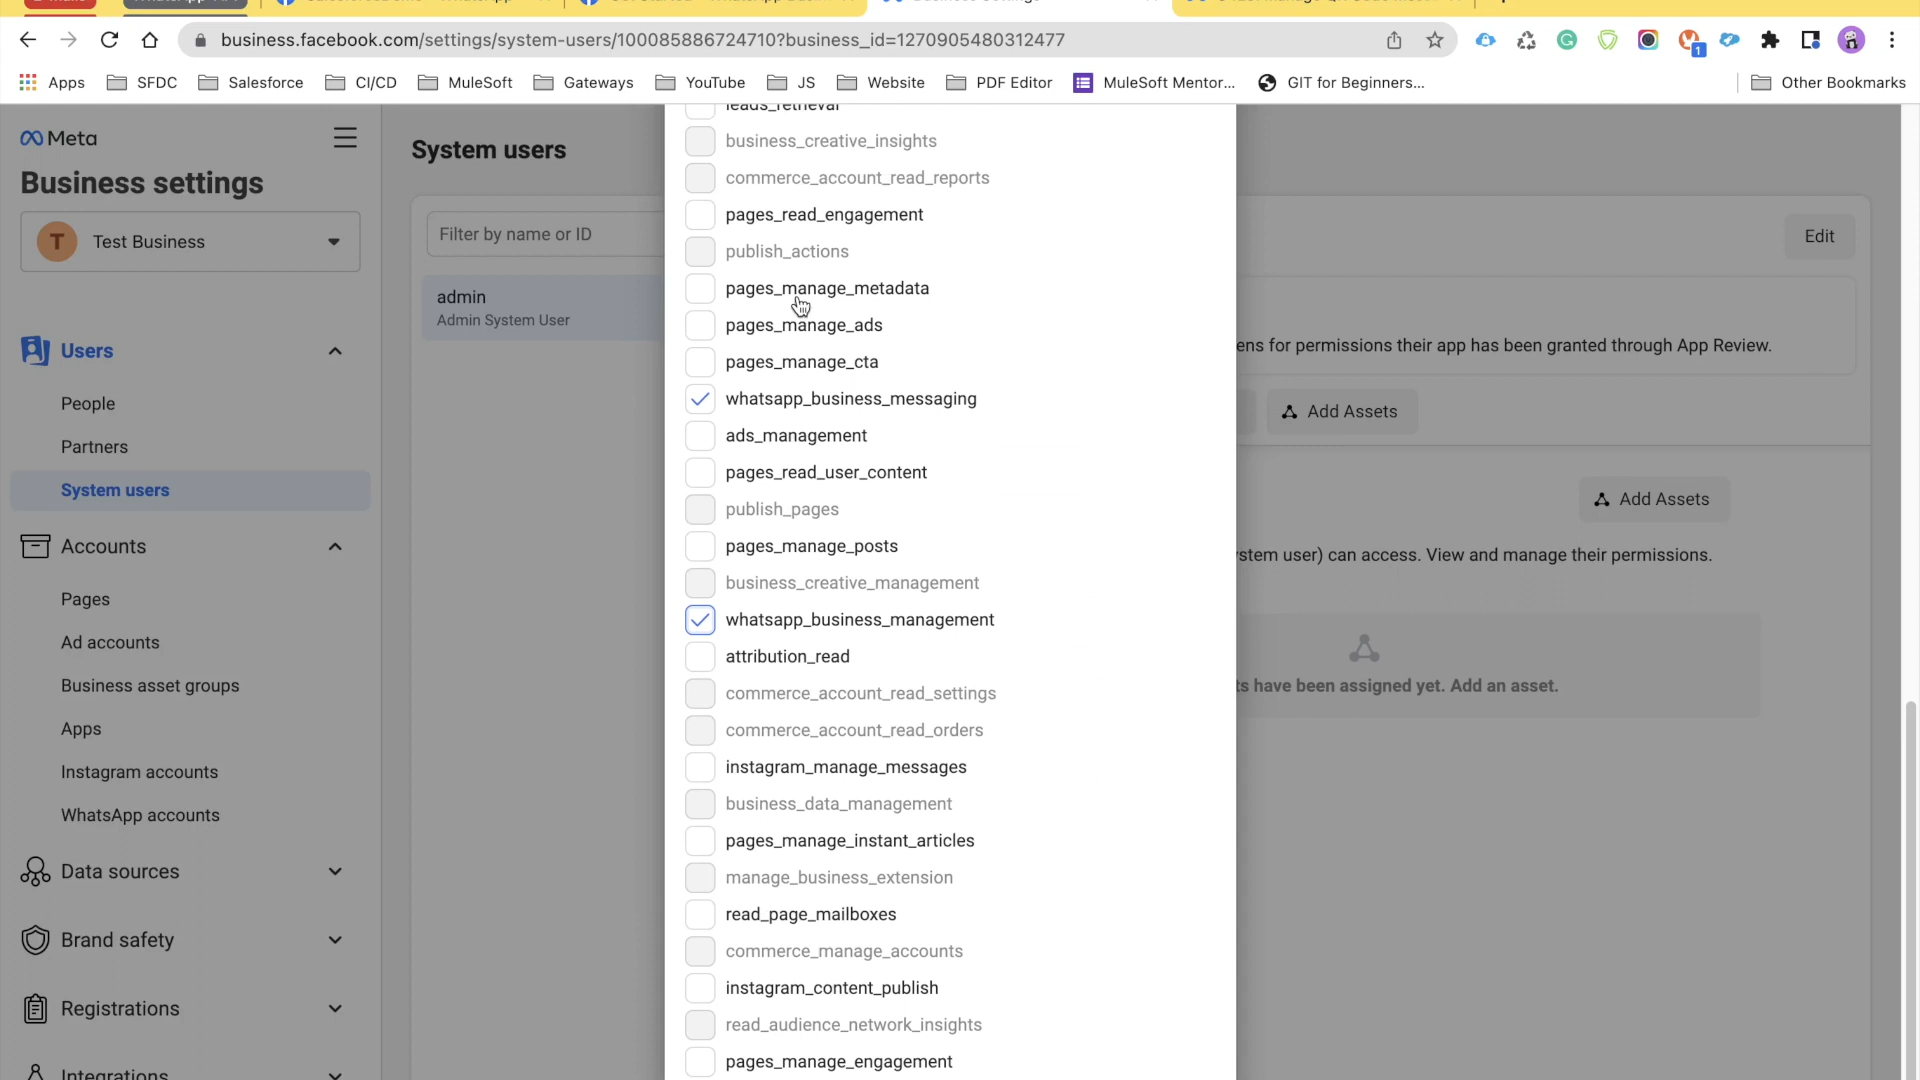 business.facebook.com/settings/system-users/100085886724710?business_id=1270905480312477
1
Apps
SFDC
Salesforce
CI/CD
MuleSoft
Gateways
YouTube
JS
Website
PDF Editor
MuleSoft Mentor...
GIT for Beginners...
Other Bookmarks
Meta
Business settings
T
Test Business
Users
People
Partners
System users
Accounts
Pages
Ad accounts
Business asset groups
Apps
Instagram accounts
WhatsApp accounts
Data sources
Brand safety
Registrations
Integrations
System users
Filter by name or ID
admin
Admin System User
leads_retrieval
business_creative_insights
commerce_account_read_reports
pages_read_engagement
publish_actions
pages_manage_metadata
pages_manage_ads
pages_manage_cta
whatsapp_business_messaging
ads_management
pages_read_user_content
publish_pages
pages_manage_posts
business_creative_management
whatsapp_business_management
attribution_read
commerce_account_read_settings
commerce_account_read_orders
instagram_manage_messages
business_data_management
pages_manage_instant_articles
manage_business_extension
read_page_mailboxes
commerce_manage_accounts
instagram_content_publish
read_audience_network_insights
pages_manage_engagement
Edit
ens for permissions their app has been granted through App Review.
Add Assets
Add Assets
stem user) can access. View and manage their permissions.
ts have been assigned yet. Add an asset.